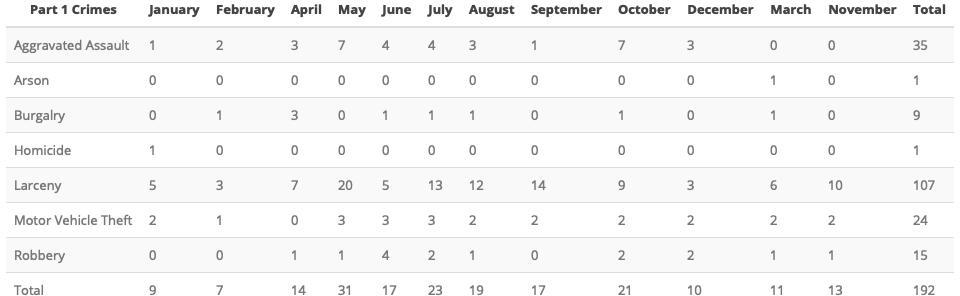 Part 1 Crimes January February April May June July August September October December March November Total
Aggravated Assault 1 2 3 7 4 4 3 1 7 3 0 0 35
Arson 0 0 0 0 0 0 0 0 0 0 1 0 1
Burgalry 0 1 3 0 1 1 1 0 1 0 1 0 9
Homicide 1 0 0 0 0 0 0 0 0 0 0 0 1
Larceny 5 3 7 20 5 13 12 14 9 3 6 10 107
Motor Vehicle Theft 2 1 0 3 3 3 2 2 2 2 2 2 24
Robbery 0 0 1 1 4 2 1 0 2 2 1 1 15
Total 9 7 14 31 17 23 19 17 21 10 11 13 192